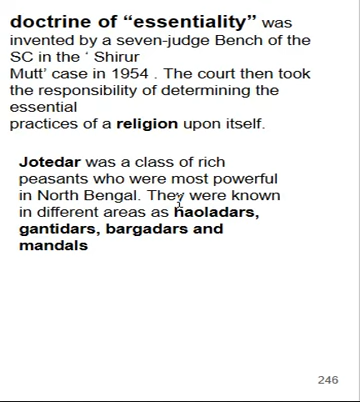 doctrine of “essentiality” was
invented by a seven-judge Bench of the
SC in the ‘ Shirur
Mutt’ case in 1954 . The court then took
the responsibility of determining the
essential
practices of a religion upon itself.
Jotedar was a class of rich
peasants who were most powerful
in North Bengal. They were known
in different areas as haoladars,
gantidars, bargadars and
mandals
246